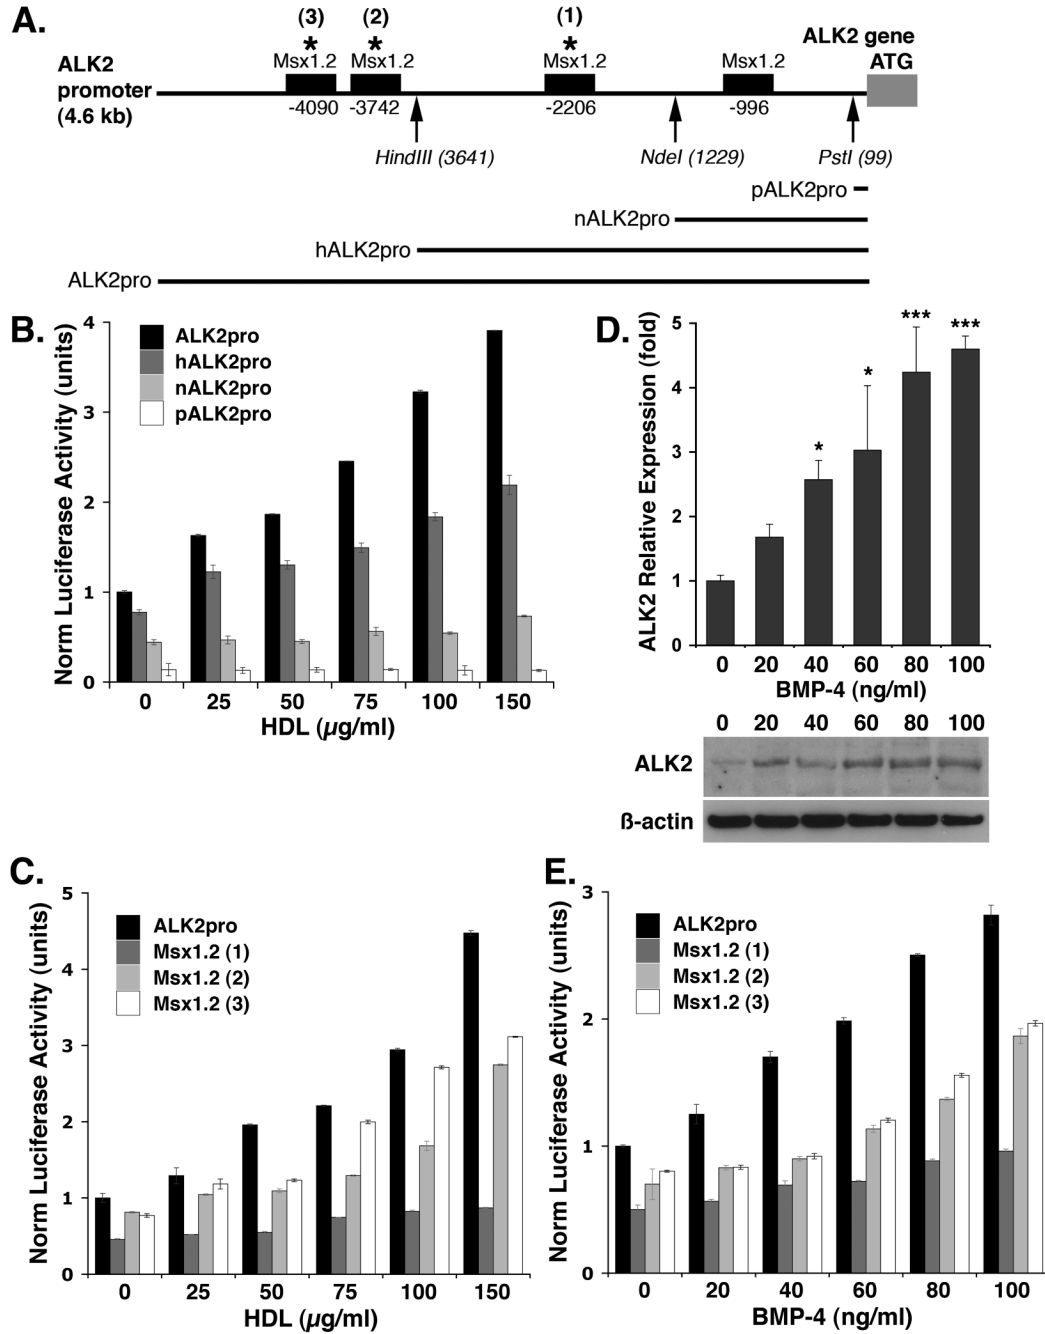 A.
(3)
(2)
(1)
*
*
*
Msx1.2
Msx1.2
Msx1.2
Msx1.2
ALK2 gene
ATG
ALK2
promoter
(4.6 kb)
-4090
-3742
-2206
-996
HindIII (3641)
NdeI (1229)
PstI (99)
pALK2pro
nALK2pro
hALK2pro
ALK2pro
B.
Norm Luciferase Activity (units)
4
3
2
1
0
ALK2pro
hALK2pro
nALK2pro
pALK2pro
0 25 50 75 100 150
HDL (µg/ml)
D.
ALK2 Relative Expression (fold)
5
4
3
2
1
0
*
*
***
***
0 20 40 60 80 100
BMP-4 (ng/ml)
0 20 40 60 80 100
ALK2
ß-actin
C.
Norm Luciferase Activity (units)
5
4
3
2
1
0
ALK2pro
Msx1.2 (1)
Msx1.2 (2)
Msx1.2 (3)
0 25 50 75 100 150
HDL (µg/ml)
E.
Norm Luciferase Activity (units)
3
2
1
0
ALK2pro
Msx1.2 (1)
Msx1.2 (2)
Msx1.2 (3)
0 20 40 60 80 100
BMP-4 (ng/ml)